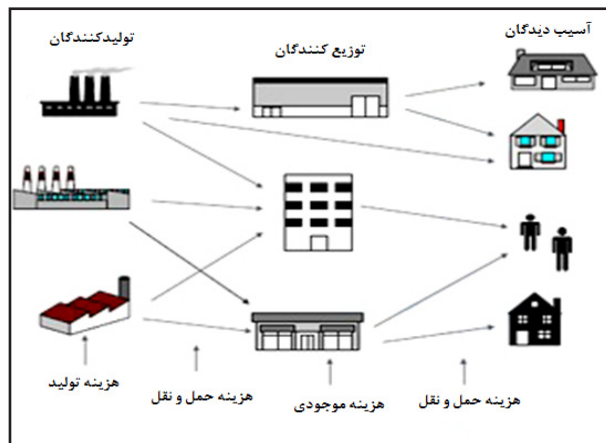 آسیب دیدگان
توزیع کنندگان
تولیدکنندگان
هزینه تولید
هزینه حمل و نقل
هزینه موجودی
هزینه حمل و نقل